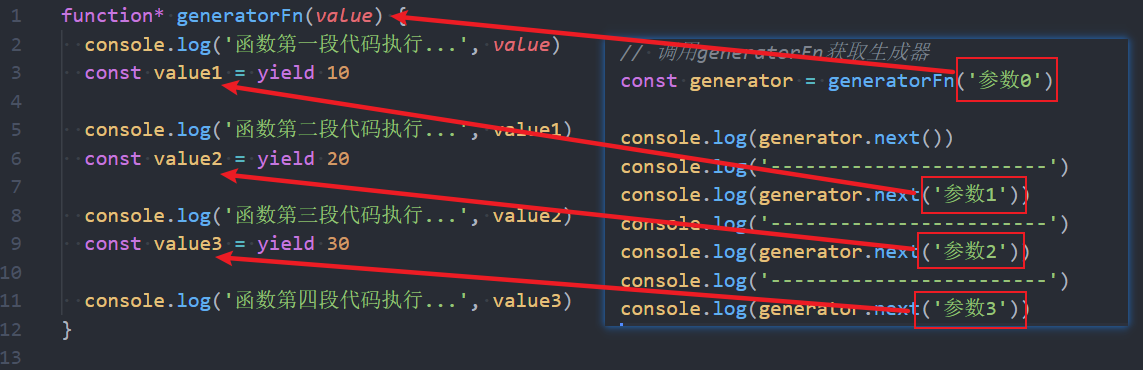 1 function* generatorFn(value) {
2 console.log('函数第一段代码执行...', value)
3 const value1 = yield 10
4
5 console.log('函数第二段代码执行...', value1)
6 const value2 = yield 20
7
8 console.log('函数第三段代码执行...', value2)
9 const value3 = yield 30
10
11 console.log('函数第四段代码执行...', value3)
12 }
13
// 调用generatorFn获取生成器
const generator = generatorFn('参数0')
console.log(generator.next())
console.log('--------------------------')
console.log(generator.next('参数1'))
console.log('--------------------------')
console.log(generator.next('参数2'))
console.log('--------------------------')
console.log(generator.next('参数3'))